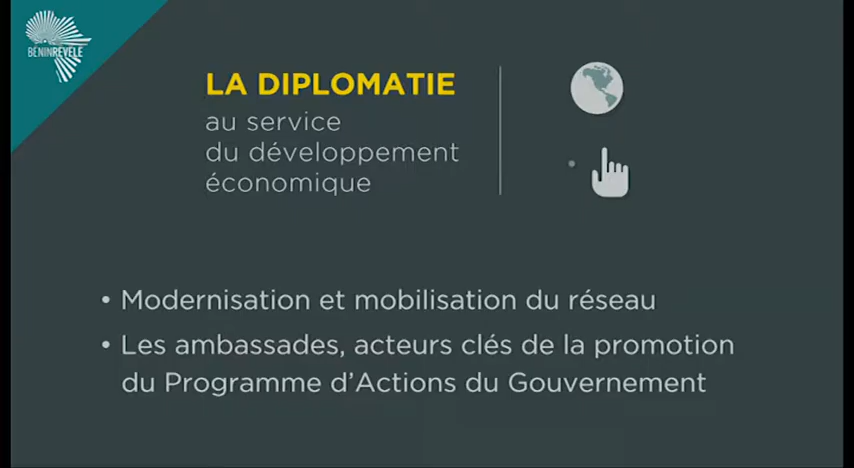 BÉNINRÉVÉLÉ
LA DIPLOMATIE
au service
du développement
économique
• Modernisation et mobilisation du réseau
• Les ambassades, acteurs clés de la promotion
du Programme d’Actions du Gouvernement